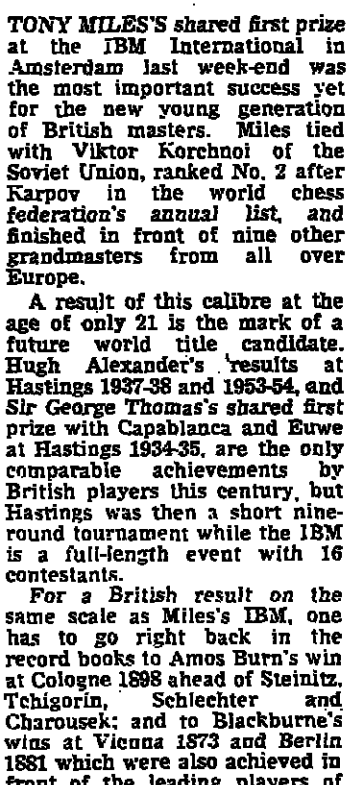 TONY MILES'S shared first prize
at the IBM International in
Amsterdam last week-end was
the most important success yet
for the new young generation
of British masters. Miles tied
with Viktor Korchnoi of the
Soviet Union, ranked No. 2 after
Karpov in the world chess
federation's annual list, and
finished in front of nine other
grandmasters from all over
Europe.
A result of this calibre at the
age of only 21 is the mark of a
future world title candidate.
Hugh Alexander's results at
Hastings 1937-38 and 1953-54, and
Sir George Thomas's shared first
prize with Capablanca and Euwe
at Hastings 1934-35, are the only
comparable achievements by
British players this century, but
Hastings was then a short nine-
round tournament while the IBM
is a full-length event with 16
contestants.
For a British result on the
same scale as Miles's IBM, one
has to go right back in the
record books to Amos Burn's win
at Cologne 1898 ahead of Steinitz,
Tchigorin, Schlechter and
Charousek; and to Blackburne's
wins at Vienna 1873 and Berlin
1881 which were also achieved in
front of the leading players of